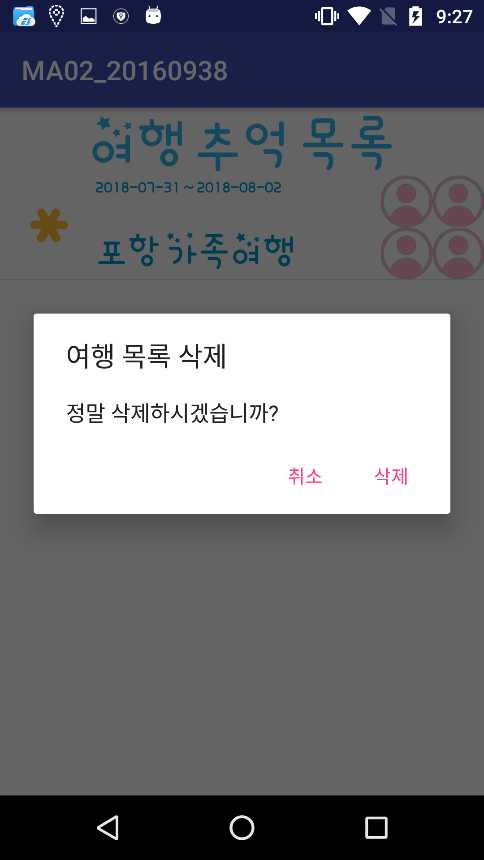 9:27
MA02_20160938
여행 추억 목록
2018-07-31~2018-08-02
포항 가족여행
여행 목록 삭제
정말 삭제하시겠습니까?
취소 삭제